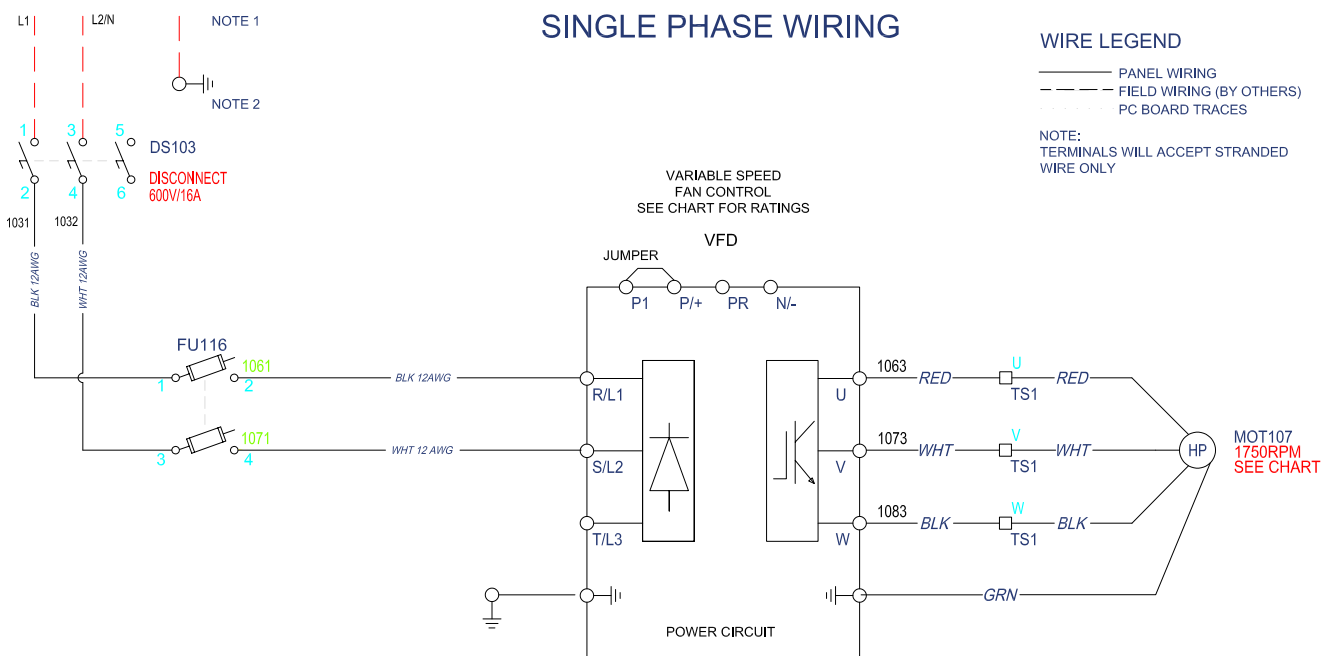 SINGLE PHASE WIRING
L1
L2/N
NOTE 1
NOTE 2
WIRE LEGEND
PANEL WIRING
FIELD WIRING (BY OTHERS)
PC BOARD TRACES
NOTE:
TERMINALS WILL ACCEPT STRANDED
WIRE ONLY
1
3
5
DS103
DISCONNECT
600V/16A
2
4
6
1031
1032
BLK 12AWG
WHT 12AWG
VARIABLE SPEED
FAN CONTROL
SEE CHART FOR RATINGS
VFD
JUMPER
P1
P/+
PR
N/-
FU116
1
1061
2
BLK 12AWG
R/L1
3
1071
4
WHT 12 AWG
S/L2
T/L3
U
1063
RED
U
TS1
RED
V
1073
WHT
V
TS1
WHT
W
1083
BLK
W
TS1
BLK
HP
MOT107
1750RPM
SEE CHART
GRN
POWER CIRCUIT